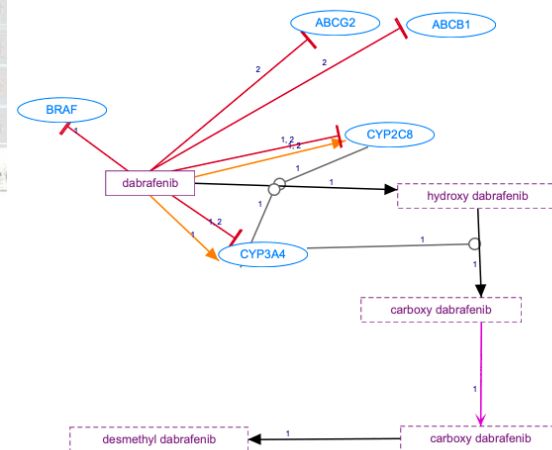 ABCG2
ABCB1
2
2
BRAF
1
1, 2
1, 2
CYP2C8
1
dabrafenib
1
hydroxy dabrafenib
1
1, 2
1
CYP3A4
1
1
carboxy dabrafenib
1
desmethyl dabrafenib
1
carboxy dabrafenib